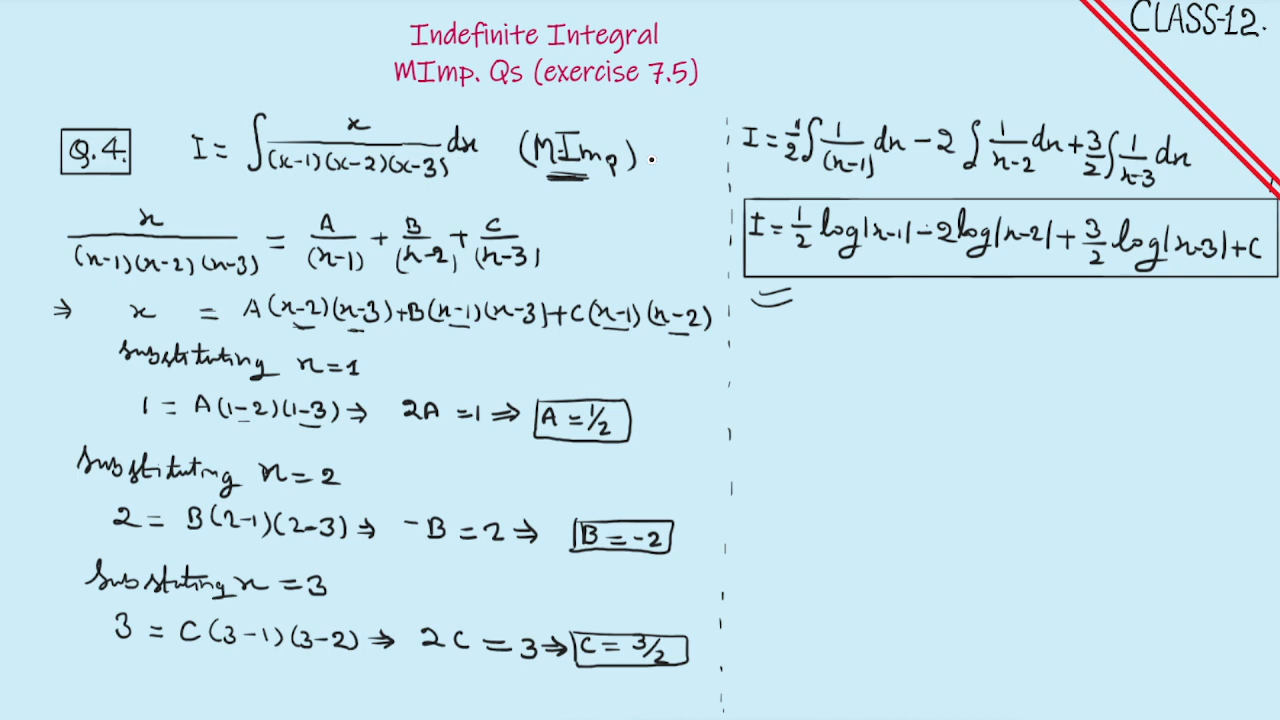 Indefinite Integral
MImp. Qs (exercise 7.5)
CLASS-12.
Q.4. I = ∫ x/((x-1)(x-2)(x-3)) dx (MImp).
x/((x-1)(x-2)(x-3)) = A/(x-1) + B/(x-2) + C/(x-3)
⇒ x = A(x-2)(x-3)+B(x-1)(x-3)+C(x-1)(x-2)
substituting x=1
1 = A(1-2)(1-3) ⇒ 2A = 1 ⇒ A = 1/2
substituting x = 2
2 = B(2-1)(2-3) ⇒ -B = 2 ⇒ B = -2
substuting x = 3
3 = C(3-1)(3-2) ⇒ 2C = 3 ⇒ C = 3/2
I = 1/2 ∫ 1/(x-1) dx - 2 ∫ 1/x-2 dx + 3/2 ∫ 1/x-3 dx
I = 1/2 log|x-1| - 2log|x-2| + 3/2 log|x-3| + C